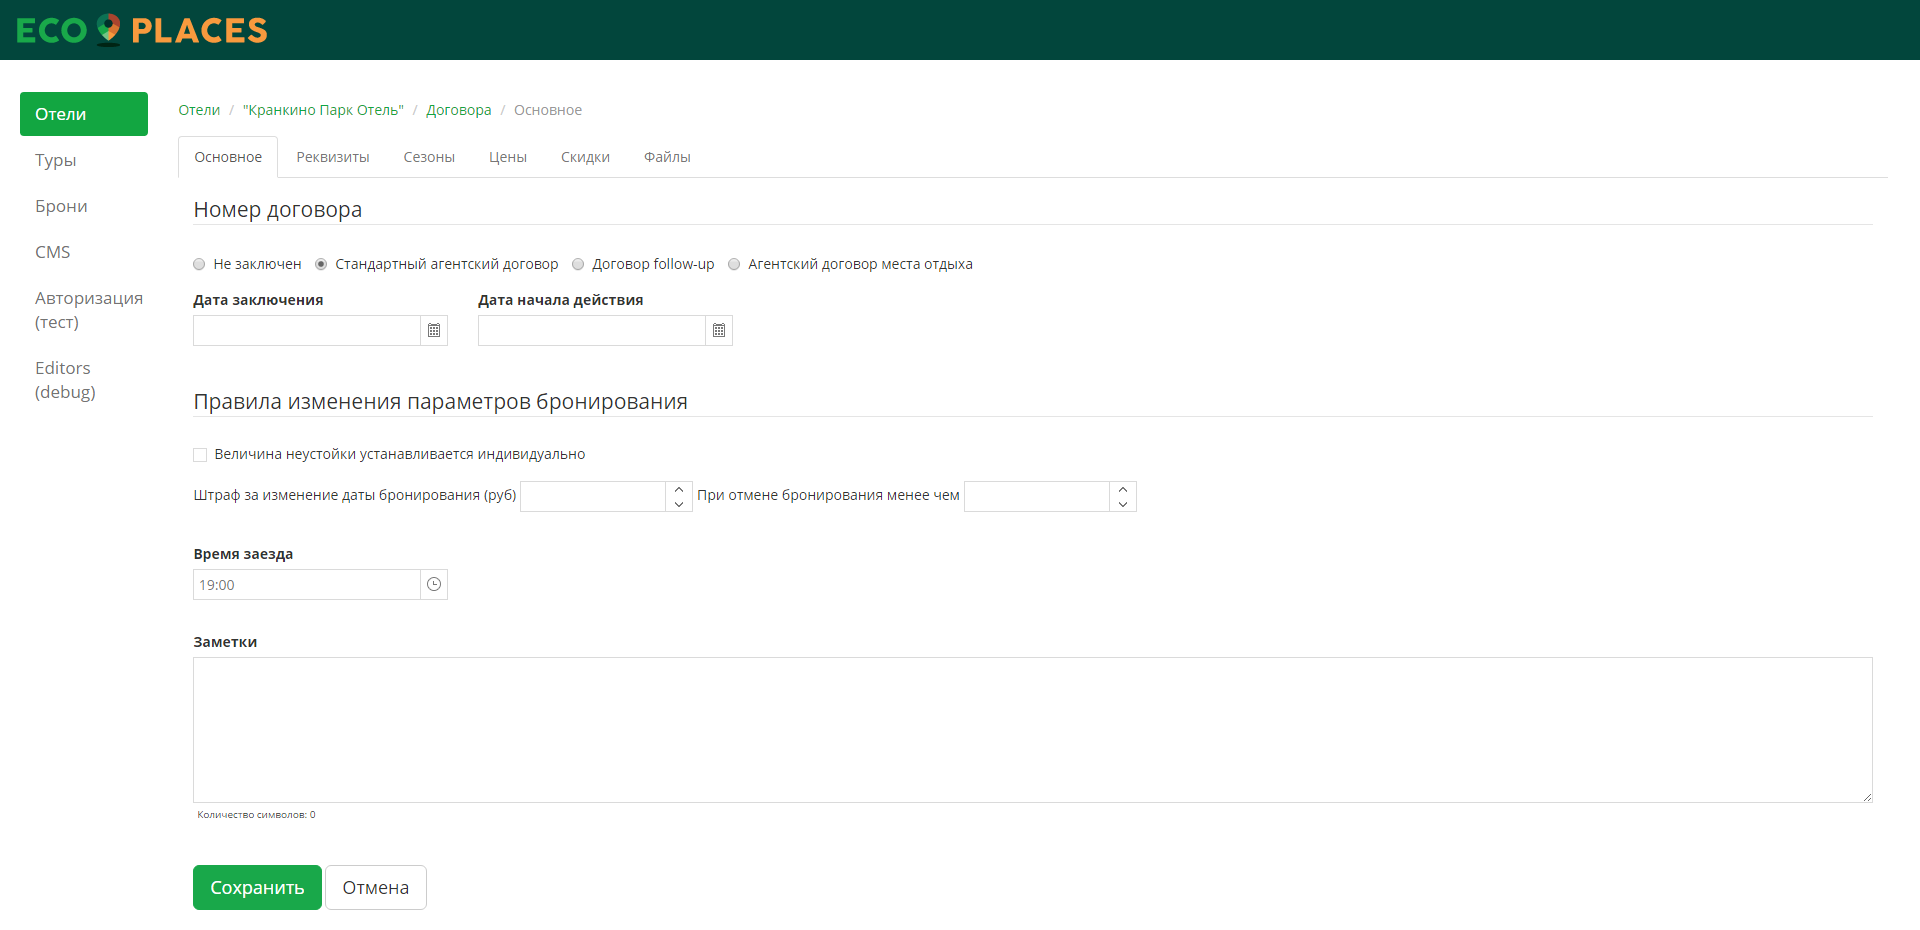 ECO PLACES
Отели
Туры
Брони
CMS
Авторизация
(тест)
Editors
(debug)
Отели / "Кранкино Парк Отель" / Договора / Основное
Основное Реквизиты Сезоны Цены Скидки Файлы
Номер договора
Не заключен Стандартный агентский договор Договор follow-up Агентский договор места отдыха
Дата заключения Дата начала действия
Правила изменения параметров бронирования
Величина неустойки устанавливается индивидуально
Штраф за изменение даты бронирования (руб) При отмене бронирования менее чем
Время заезда
19:00
Заметки
Количество символов: 0
Сохранить Отмена